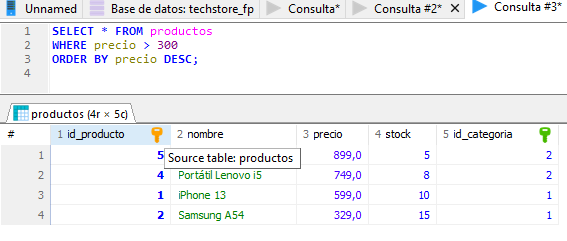 Unnamed Base de datos: techstore_fp Consulta* Consulta #2* Consulta #3*
1 SELECT * FROM productos
2 WHERE precio > 300
3 ORDER BY precio DESC;
4
productos (4r × 5c)
# 1 id_producto 2 nombre 3 precio 4 stock 5 id_categoria
1 5 899,0 5 2
Source table: productos
2 4 Portátil Lenovo i5 749,0 8 2
3 1 iPhone 13 599,0 10 1
4 2 Samsung A54 329,0 15 1